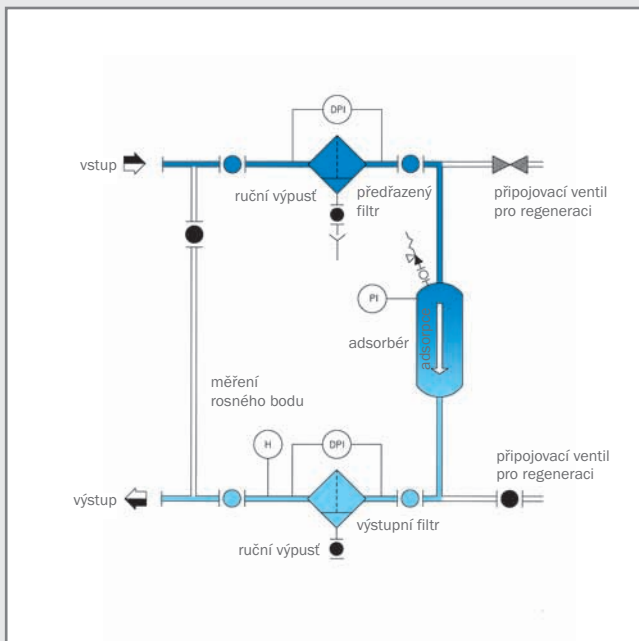 DPI
vstup
ruční výpusť
předřazený
filtr
připojovací ventil
pro regeneraci
PI
adsorbér
adsorbce
měření
rosného bodu
H
DPI
připojovací ventil
pro regeneraci
výstup
výstupní filtr
ruční výpusť